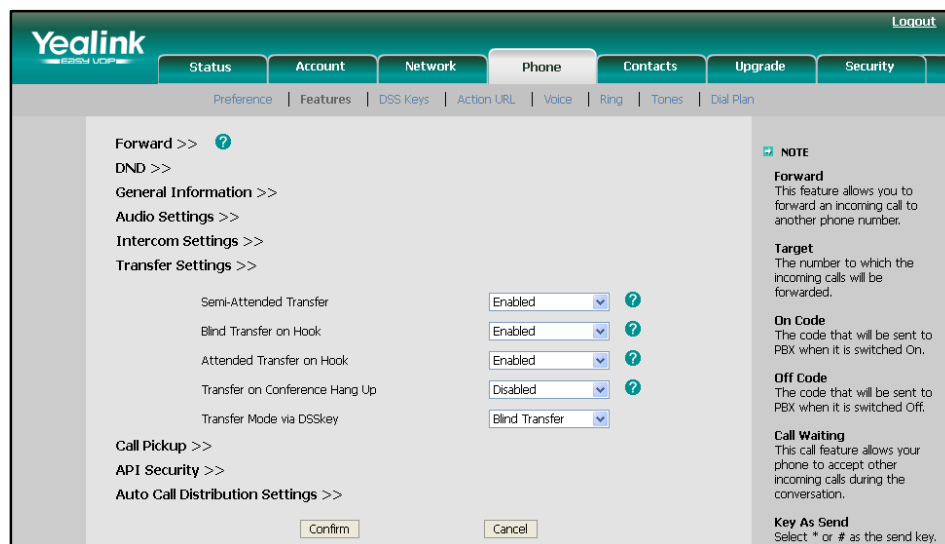 Logout
Yealink
EASY VOIP
Status Account Network Phone Contacts Upgrade Security
Preference | Features | DSS Keys | Action URL | Voice | Ring | Tones | Dial Plan
Forward >> ?
DND >>
General Information >>
Audio Settings >>
Intercom Settings >>
Transfer Settings >>
Semi-Attended Transfer Enabled ?
Blind Transfer on Hook Enabled ?
Attended Transfer on Hook Enabled ?
Transfer on Conference Hang Up Disabled ?
Transfer Mode via DSSkey Blind Transfer
Call Pickup >>
API Security >>
Auto Call Distribution Settings >>
Confirm Cancel
NOTE
Forward
This feature allows you to
forward an incoming call to
another phone number.
Target
The number to which the
incoming calls will be
forwarded.
On Code
The code that will be sent to
PBX when it is switched On.
Off Code
The code that will be sent to
PBX when it is switched Off.
Call Waiting
This call feature allows your
phone to accept other
incoming calls during the
conversation.
Key As Send
Select * or # as the send key.